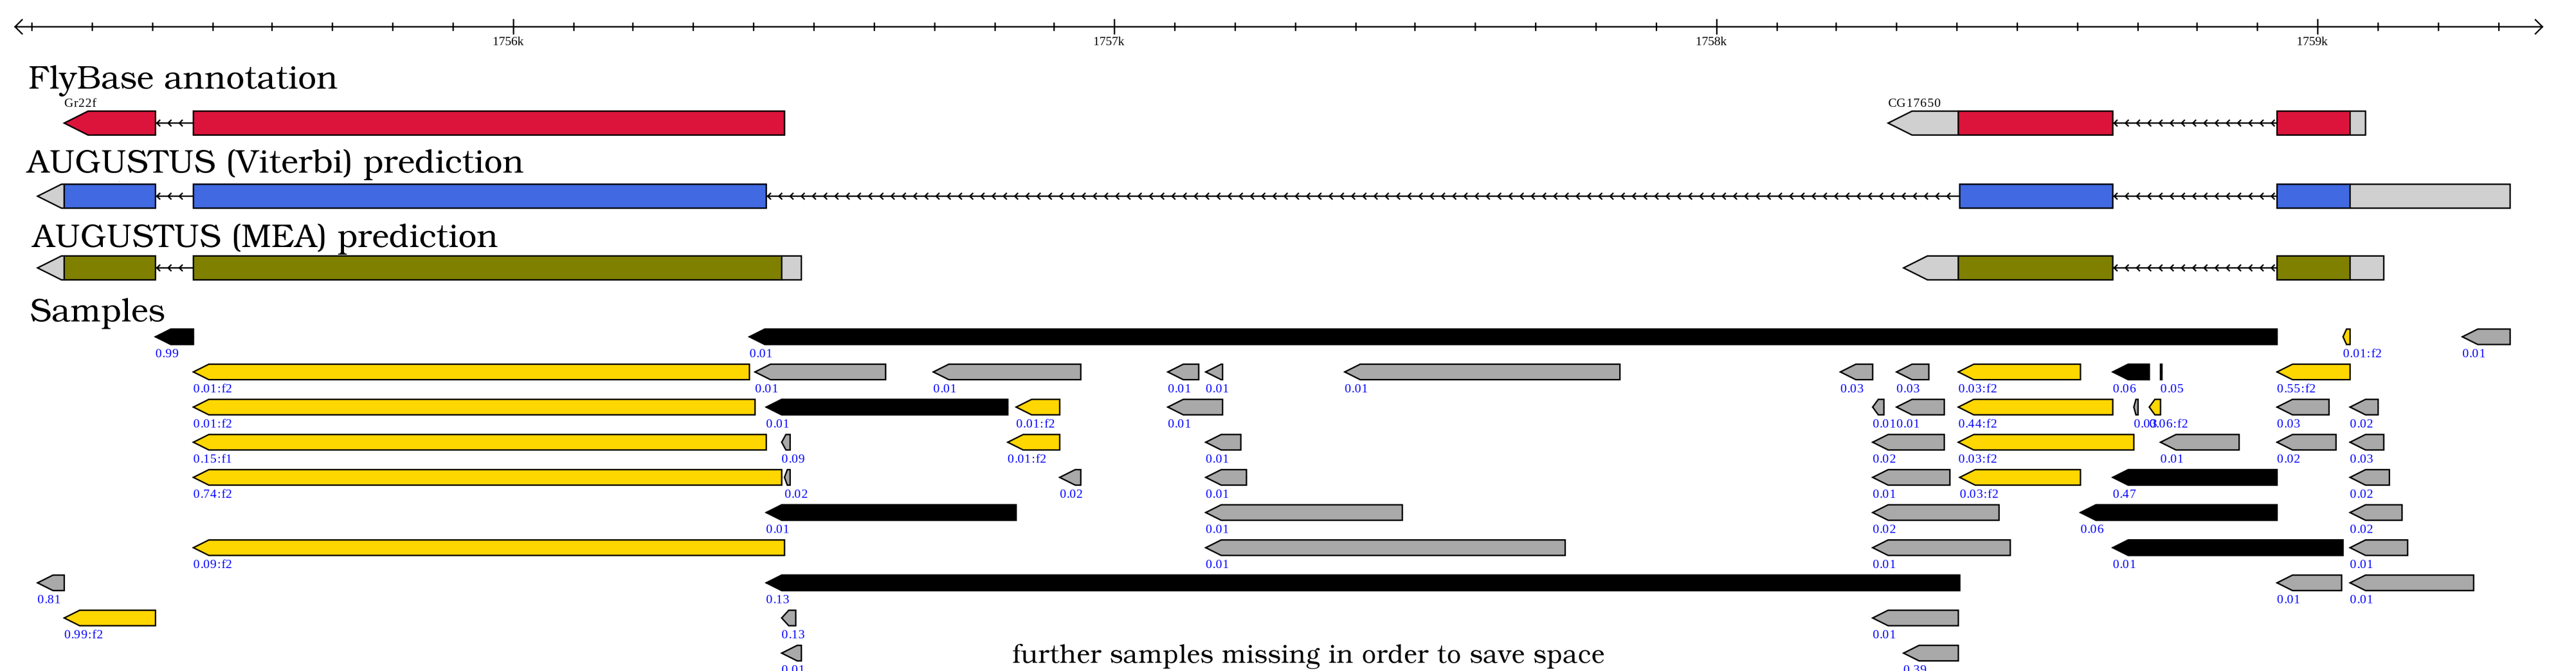 1756k 1757k 1758k 1759k
FlyBase annotation
Gr22f CG17650
AUGUSTUS (Viterbi) prediction
AUGUSTUS (MEA) prediction
Samples
0.99 0.01 0.01:f2 0.01
0.01:f2 0.01 0.01 0.01 0.01 0.01 0.03 0.03 0.03:f2 0.06 0.05 0.55:f2
0.01:f2 0.01 0.01:f2 0.01 0.01 0.01 0.44:f2 0.06:f2 0.03 0.02
0.15:f1 0.09 0.01:f2 0.01 0.02 0.03:f2 0.01 0.02 0.03
0.74:f2 0.02 0.02 0.01 0.01 0.03:f2 0.47 0.02
0.01 0.01 0.02 0.06 0.02
0.09:f2 0.01 0.01 0.01 0.01
0.81 0.13 0.01 0.01
0.99:f2 0.13 0.01
further samples missing in order to save space
0.01 0.39